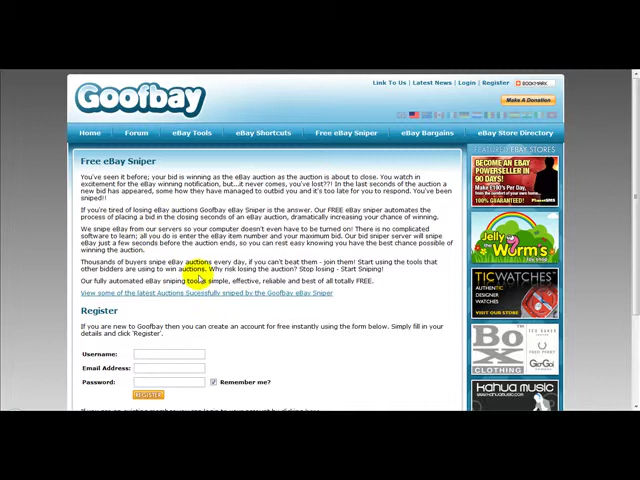 Link To Us | Latest News | Login | Register
BOOKMARK
Goofbay
Make A Donation
Home
Forum
eBay Tools
eBay Shortcuts
Free eBay Sniper
eBay Bargains
eBay Store Directory
Free eBay Sniper
You've seen it before; your bid is winning as the eBay auction as the auction is about to close. You watch in
excitement for the eBay winning notification, but...it never comes, you've lost??! In the last seconds of the auction a
new bid has appeared, some how they have managed to outbid you and it's too late for you to respond. You've been
sniped!!
If you're tired of losing eBay auctions Goofbay eBay Sniper is the answer. Our FREE eBay sniper automates the
process of placing a bid in the closing seconds of an eBay auction, dramatically increasing your chance of winning.
We snipe eBay from our servers so your computer doesn't even have to be turned on! There is no complicated
software to learn; all you do is enter the eBay item number and your maximum bid. Our bid sniper server will snipe
eBay just a few seconds before the auction ends, so you can rest easy knowing you have the best chance possible of
winning the auction.
Thousands of buyers snipe eBay auctions every day, if you can't beat them - join them! Start using the tools that
other bidders are using to win auctions. Why risk losing the auction? Stop losing - Start Sniping!
Our fully automated eBay sniping tool is simple, effective, reliable and best of all totally FREE.
View some of the latest Auctions Sucessfully sniped by the Goofbay eBay Sniper
Register
If you are new to Goofbay then you can create an account for free instantly using the form below. Simply fill in your
details and click 'Register'.
Username:
Email Address:
Password:
Remember me?
REGISTER
FEATURED EBAY STORES
BECOME AN EBAY
POWERSELLER
IN 90 DAYS!
Make £100's Per Day,
Jelly
the Worm's
TICWATCHES
AUTHENTIC
DESIGNER
WATCHES
VISIT OUR STORE
BOX
CLOTHING
TED BAKER
FRED PERRY
GIO-GOI
KAHUA MUSIC